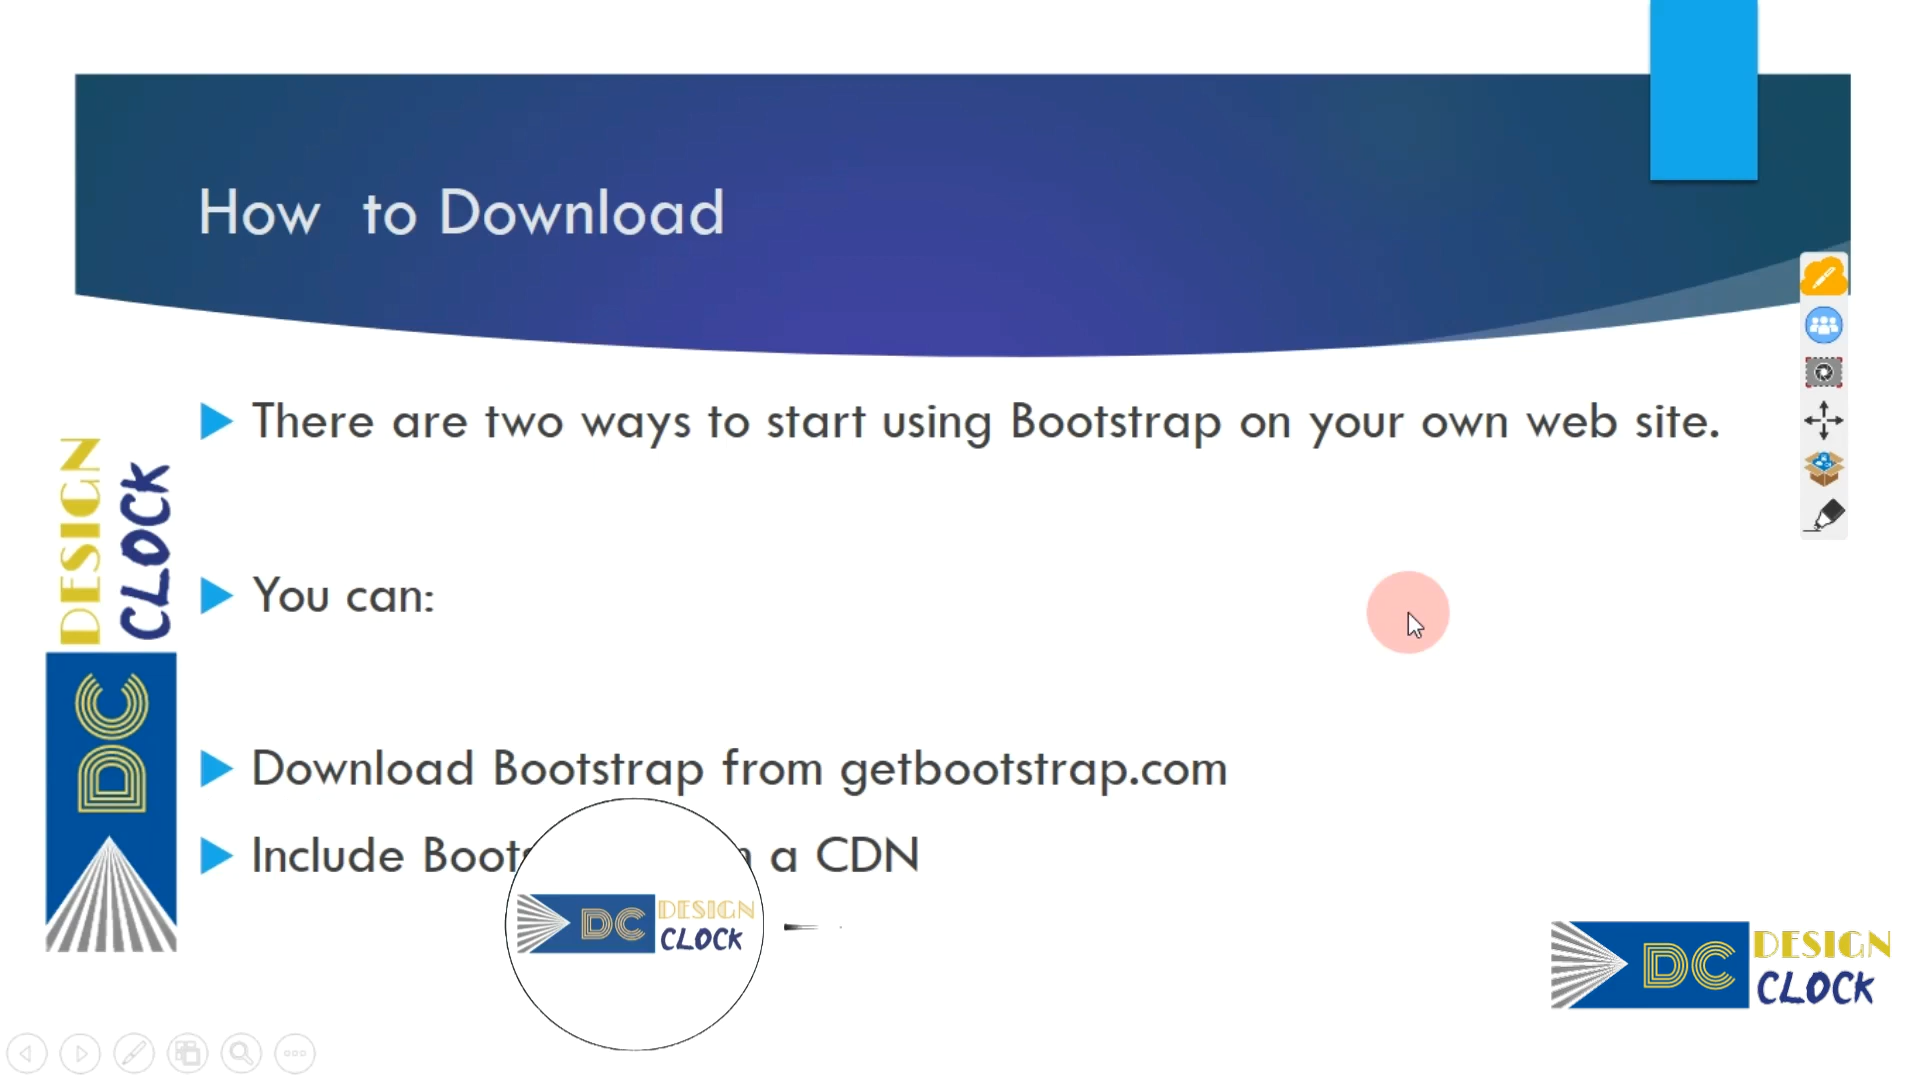 How to Download
There are two ways to start using Bootstrap on your own web site.
You can:
Download Bootstrap from getbootstrap.com
Include Boots a CDN
DC DESIGN
CLOCK
DC DESIGN
CLOCK
DC DESIGN
CLOCK